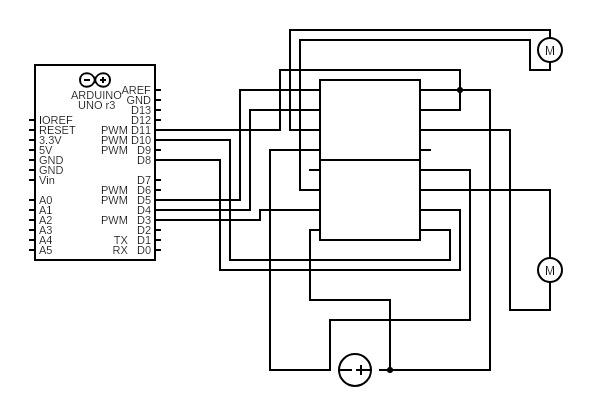 AREF
ARDUINO
GND
UNO r3
D13
IOREF D12
RESET PWM D11
3.3V PWM D10
5V PWM D9
GND D8
GND
Vin D7
PWM D6
A0 PWM D5
A1 D4
A2 PWM D3
A3 D2
A4 TX D1
A5 RX D0
M
M